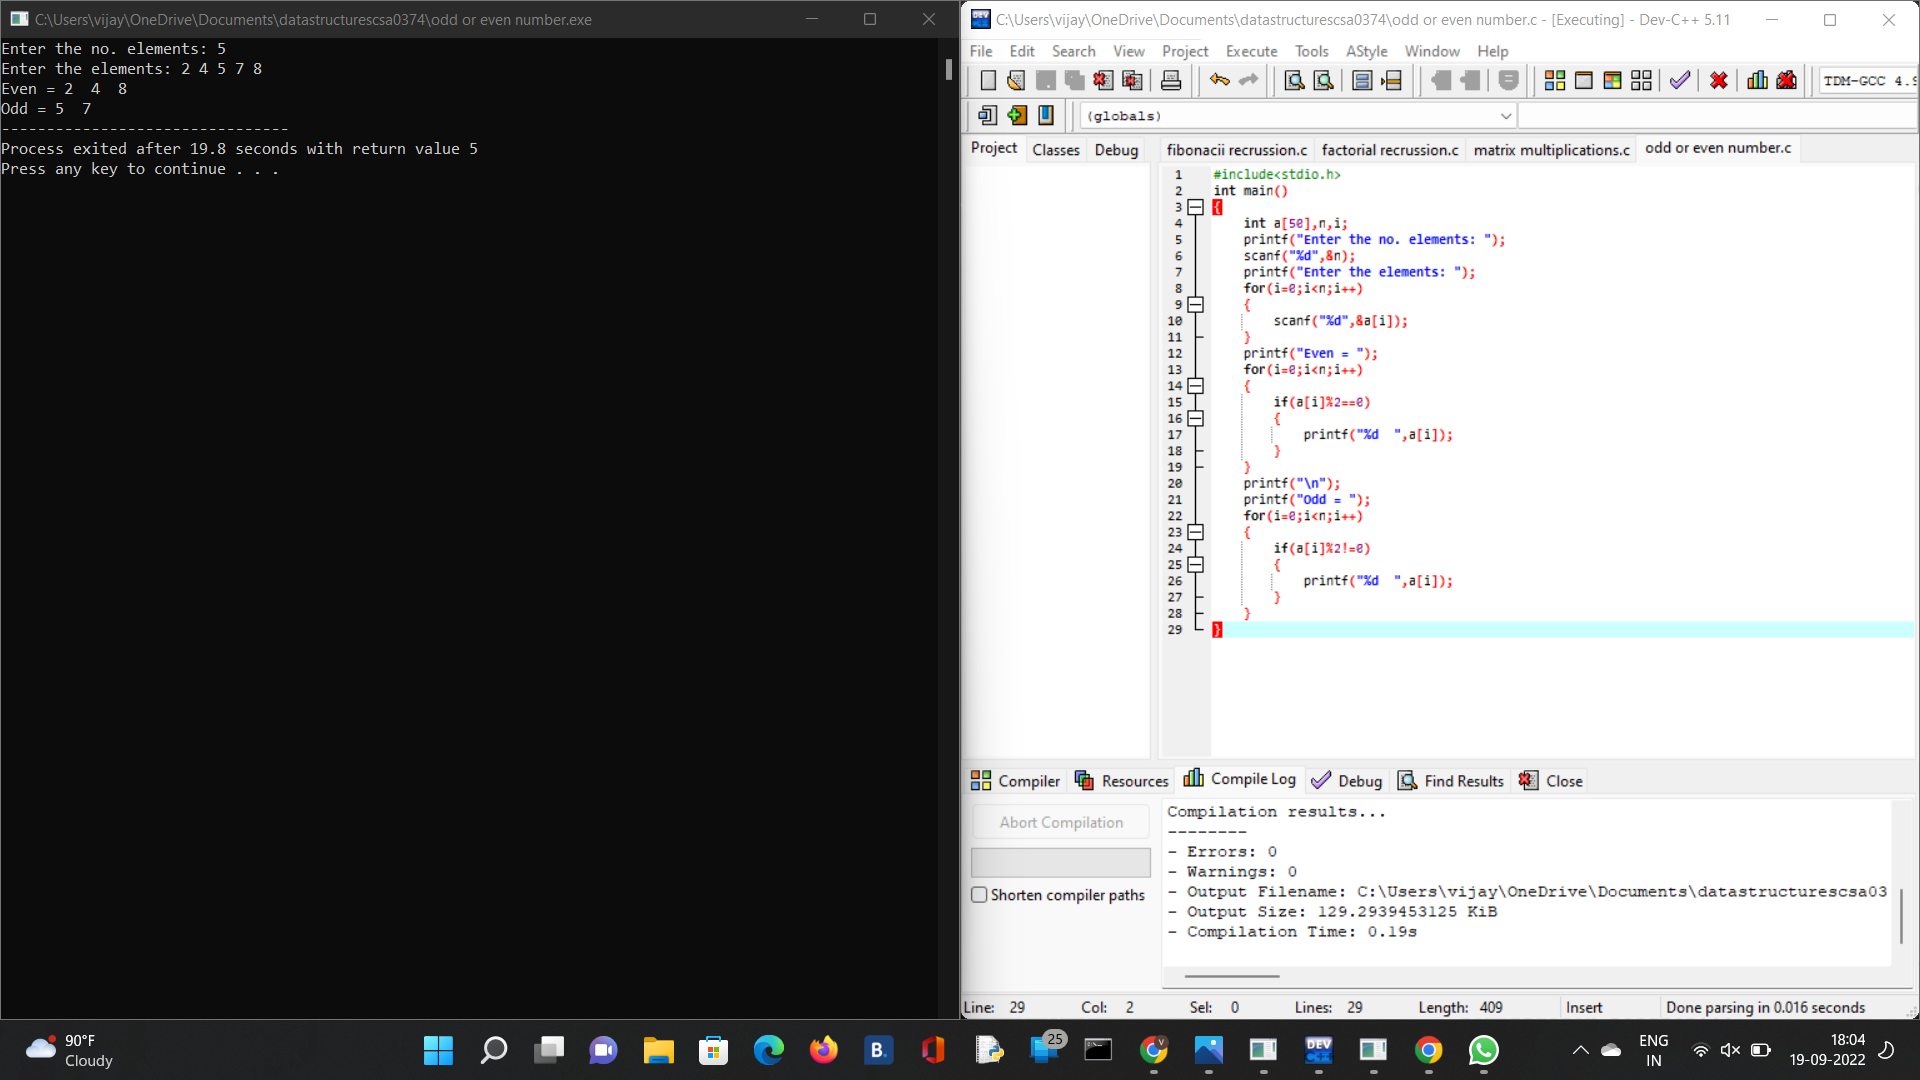 C:\Users\vijay\OneDrive\Documents\datastructurescsa0374\odd or even number.exe
Enter the no. elements: 5
Enter the elements: 2 4 5 7 8
Even = 2  4  8
Odd = 5  7
--------------------------------
Process exited after 19.8 seconds with return value 5
Press any key to continue . . .
C:\Users\vijay\OneDrive\Documents\datastructurescsa0374\odd or even number.c - [Executing] - Dev-C++ 5.11
File Edit Search View Project Execute Tools AStyle Window Help
TDM-GCC 4.9
(globals)
Project Classes Debug
fibonacii recrussion.c factorial recrussion.c matrix multiplications.c odd or even number.c
1 #include<stdio.h>
2 int main()
3 {
4 int a[50],n,i;
5 printf("Enter the no. elements: ");
6 scanf("%d",&n);
7 printf("Enter the elements: ");
8 for(i=0;i<n;i++)
9 {
10 scanf("%d",&a[i]);
11 }
12 printf("Even = ");
13 for(i=0;i<n;i++)
14 {
15 if(a[i]%2==0)
16 {
17 printf("%d  ",a[i]);
18 }
19 }
20 printf("\n");
21 printf("Odd = ");
22 for(i=0;i<n;i++)
23 {
24 if(a[i]%2!=0)
25 {
26 printf("%d  ",a[i]);
27 }
28 }
29 }
Compiler Resources Compile Log Debug Find Results Close
Abort Compilation
Shorten compiler paths
Compilation results...
--------
- Errors: 0
- Warnings: 0
- Output Filename: C:\Users\vijay\OneDrive\Documents\datastructurescsa03
- Output Size: 129.2939453125 KiB
- Compilation Time: 0.19s
Line: 29 Col: 2 Sel: 0 Lines: 29 Length: 409 Insert Done parsing in 0.016 seconds
90°F
Cloudy
B.
25
V
DEV C++
ENG
IN
18:04
19-09-2022